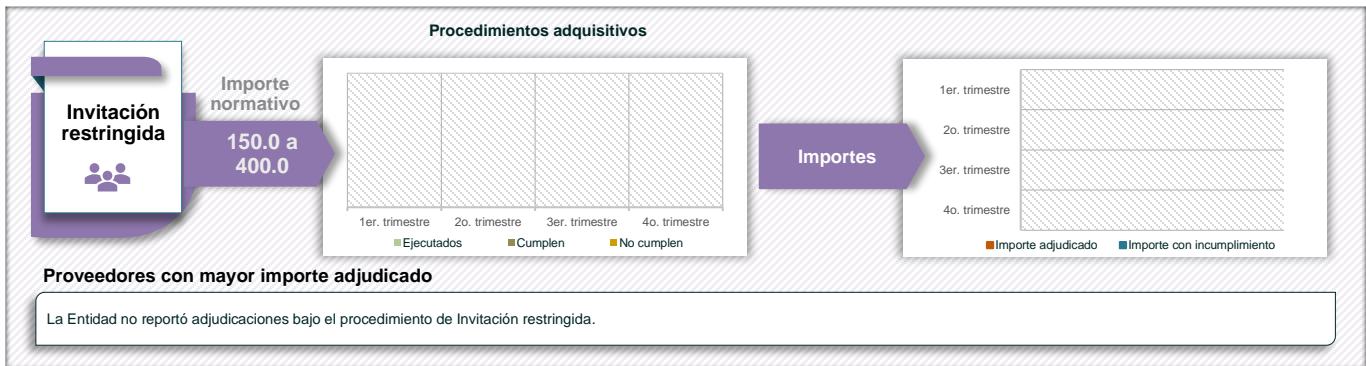 Procedimientos adquisitivos
Invitación
restringida
Importe
normativo
150.0 a
400.0
1er. trimestre
2o. trimestre
3er. trimestre
4o. trimestre
Ejecutados
Cumplen
No cumplen
Importes
1er. trimestre
2o. trimestre
3er. trimestre
4o. trimestre
Importe adjudicado
Importe con incumplimiento
Proveedores con mayor importe adjudicado
La Entidad no reportó adjudicaciones bajo el procedimiento de Invitación restringida.